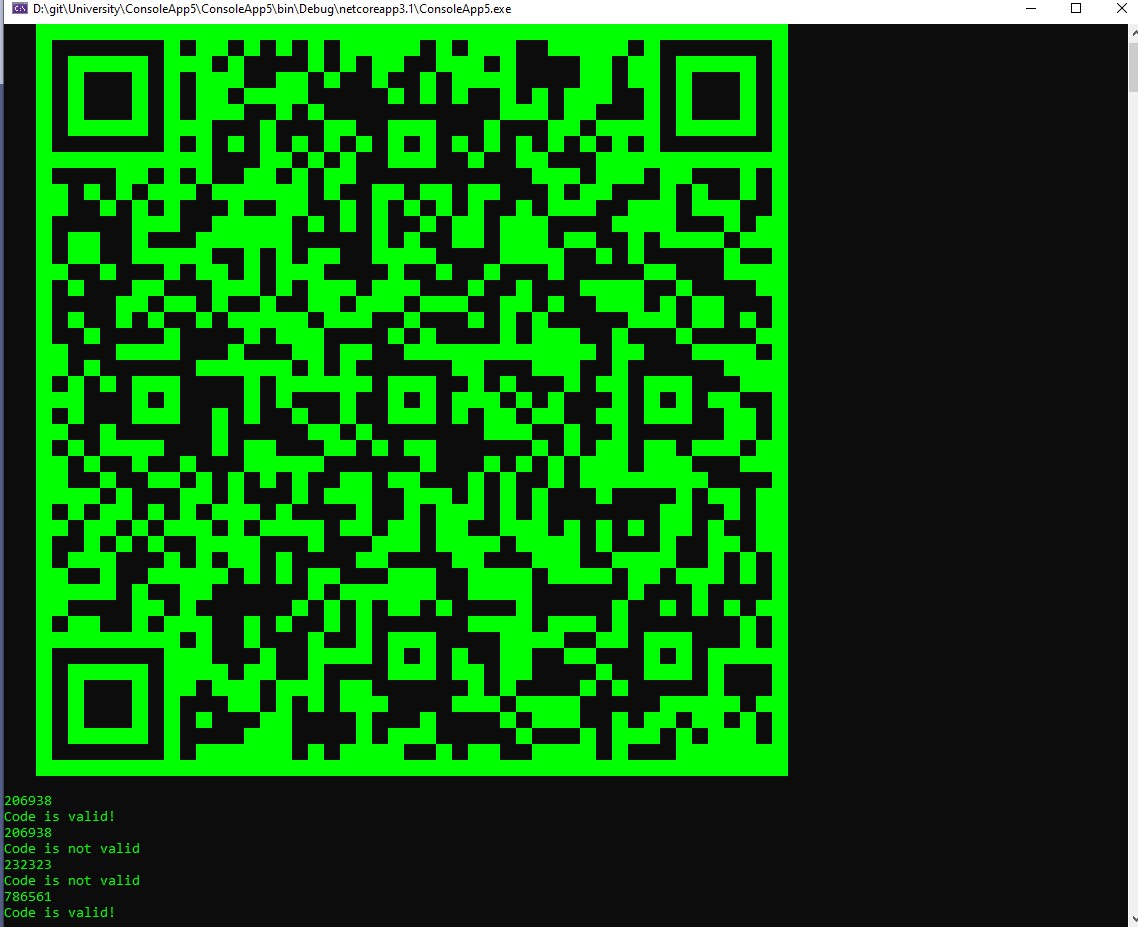 D:\git\University\ConsoleApp5\ConsoleApp5\bin\Debug\netcoreapp3.1\ConsoleApp5.exe
206938
Code is valid!
206938
Code is not valid
232323
Code is not valid
786561
Code is valid!